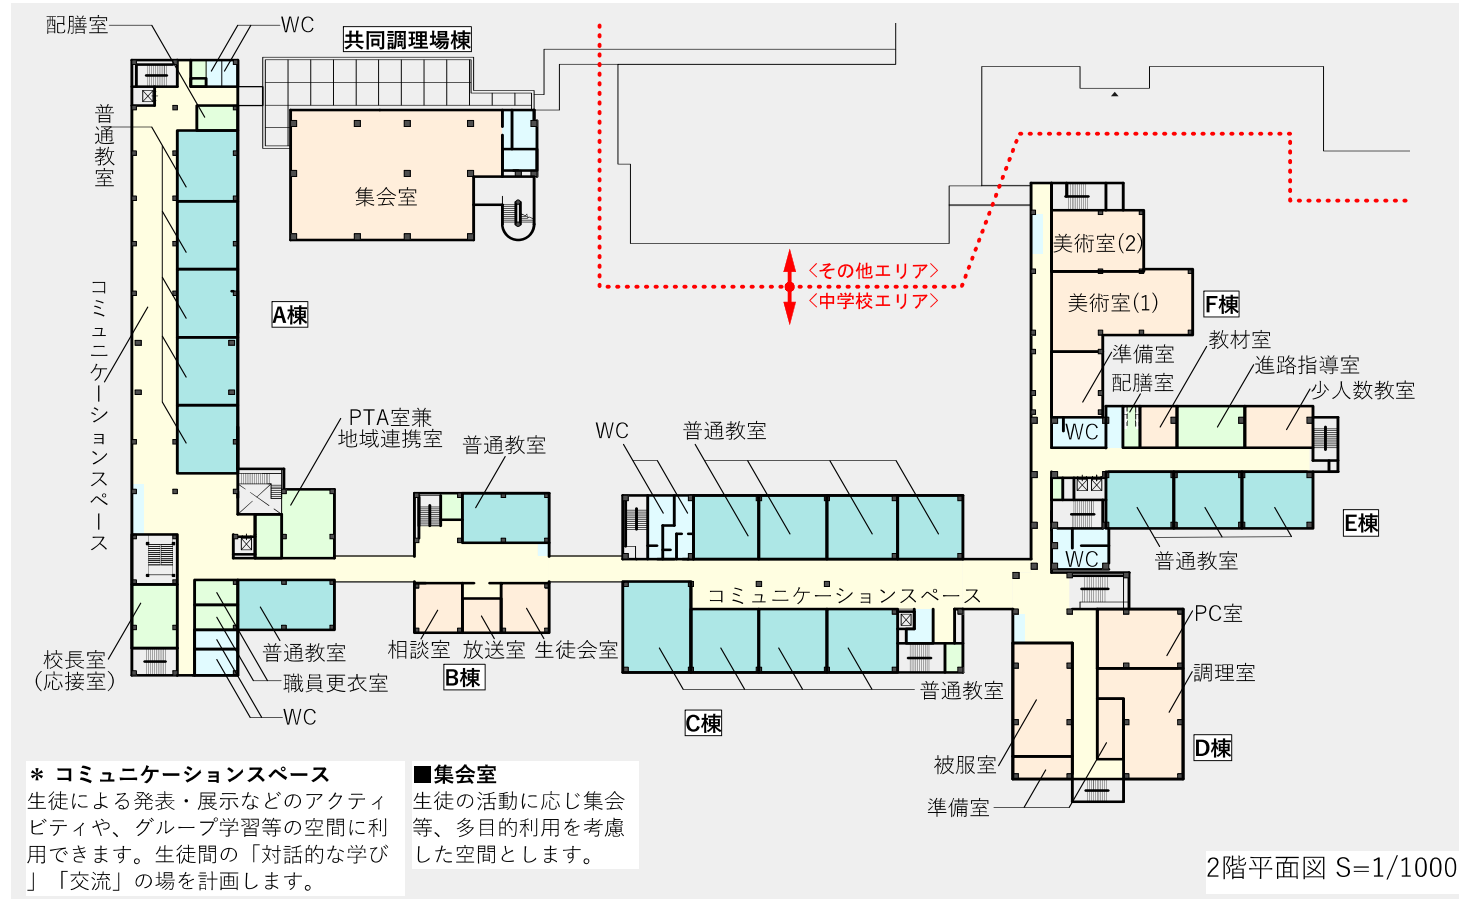 配膳室
WC
共同調理場棟
普通教室
集会室
コミュニケーションスペース
A棟
〈その他エリア〉
〈中学校エリア〉
美術室(2)
美術室(1)
F棟
教材室
準備室
進路指導室
配膳室
少人数教室
WC
PTA室兼
地域連携室
普通教室
WC
普通教室
E棟
普通教室
WC
コミュニケーションスペース
PC室
相談室
放送室
生徒会室
普通教室
校長室
(応接室)
職員更衣室
B棟
調理室
普通教室
WC
C棟
D棟
被服室
準備室
＊ コミュニケーションスペース
生徒による発表・展示などのアクティ
ビティや、グループ学習等の空間に利
用できます。生徒間の「対話的な学び
」「交流」の場を計画します。
■集会室
生徒の活動に応じ集会
等、多目的利用を考慮
した空間とします。
2階平面図 S=1/1000